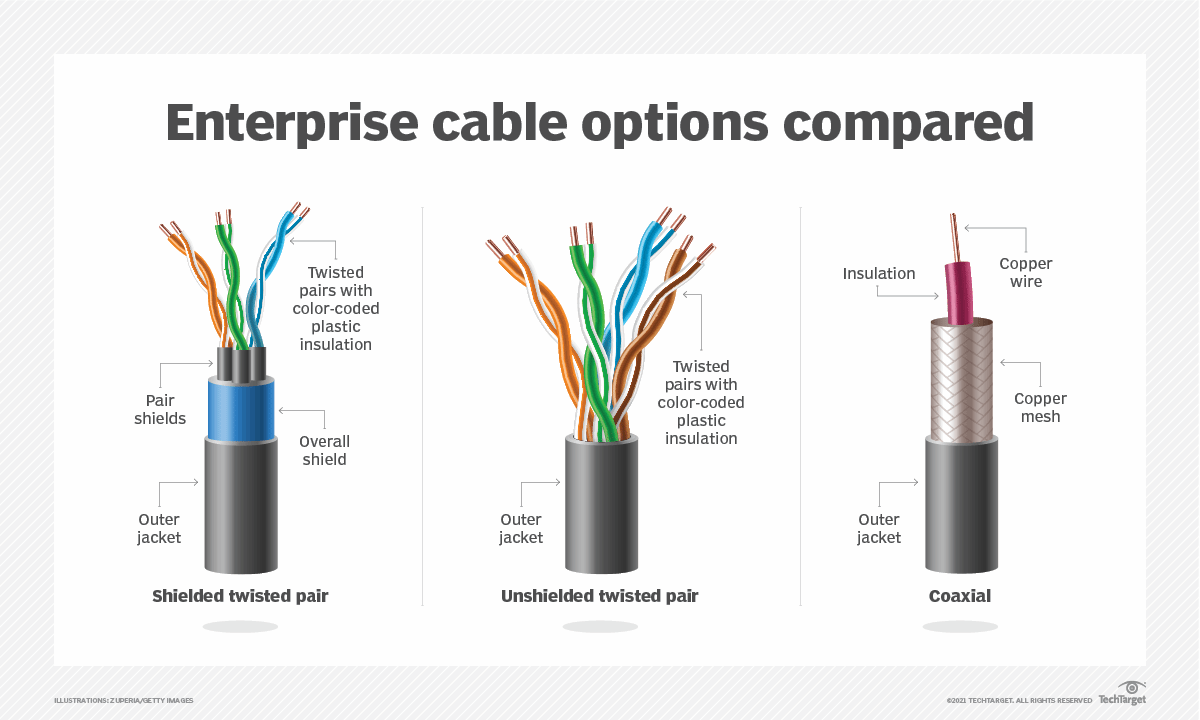 Enterprise cable options compared
Twisted
pairs with
color-coded
plastic
insulation
Pair
shields
Overall
shield
Outer
jacket
Shielded twisted pair
Twisted
pairs with
color-coded
plastic
insulation
Outer
jacket
Unshielded twisted pair
Insulation
Copper
wire
Copper
mesh
Outer
jacket
Coaxial
ILLUSTRATIONS: ZUPERIA/GETTY IMAGES
©2021 TECHTARGET. ALL RIGHTS RESERVED
TechTarget